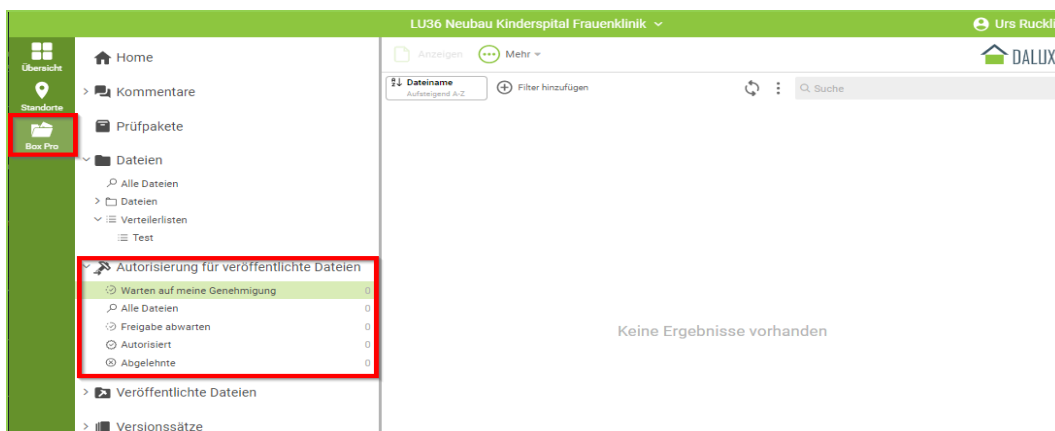 LU36 Neubau Kinderspital Frauenklinik
Urs Ruckli
Übersicht
Standorte
Box Pro
Home
Kommentare
Prüfpakete
Dateien
Alle Dateien
Dateien
Verteilerlisten
Test
Autorisierung für veröffentlichte Dateien
Warten auf meine Genehmigung 0
Alle Dateien 0
Freigabe abwarten 0
Autorisiert 0
Abgelehnte 0
Veröffentlichte Dateien
Versionssätze
Anzeigen
Mehr
DALUX
Dateiname
Aufsteigend A-Z
Filter hinzufügen
Suche
Keine Ergebnisse vorhanden